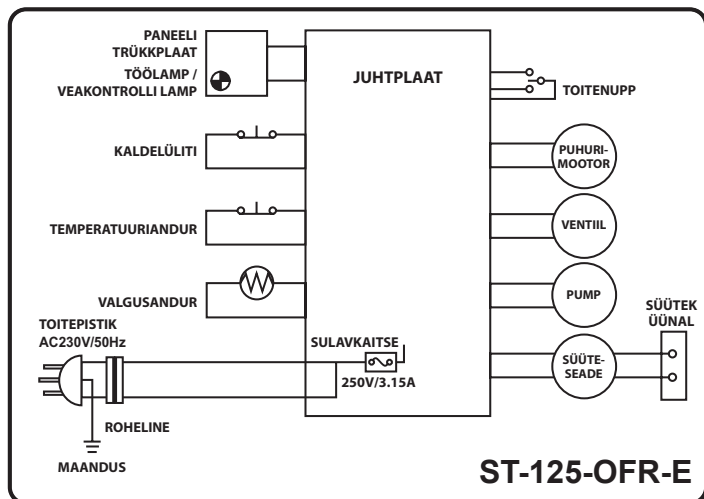 PANEELI
TRÜKKPLAAT
TÖÖLAMP /
VEAKONTROLLI LAMP
JUHTPLAAT
TOITENUPP
KALDELÜLITI
PUHURI-
MOOTOR
TEMPERATUURIANDUR
VENTIIL
VALGUSANDUR
PUMP
SÜÜTEK
ÜÜNAL
TOITEPISTIK
AC230V/50Hz
SULAVKAITSE
250V/3.15A
SÜÜTE-
SEADE
ROHELINE
MAANDUS
ST-125-OFR-E